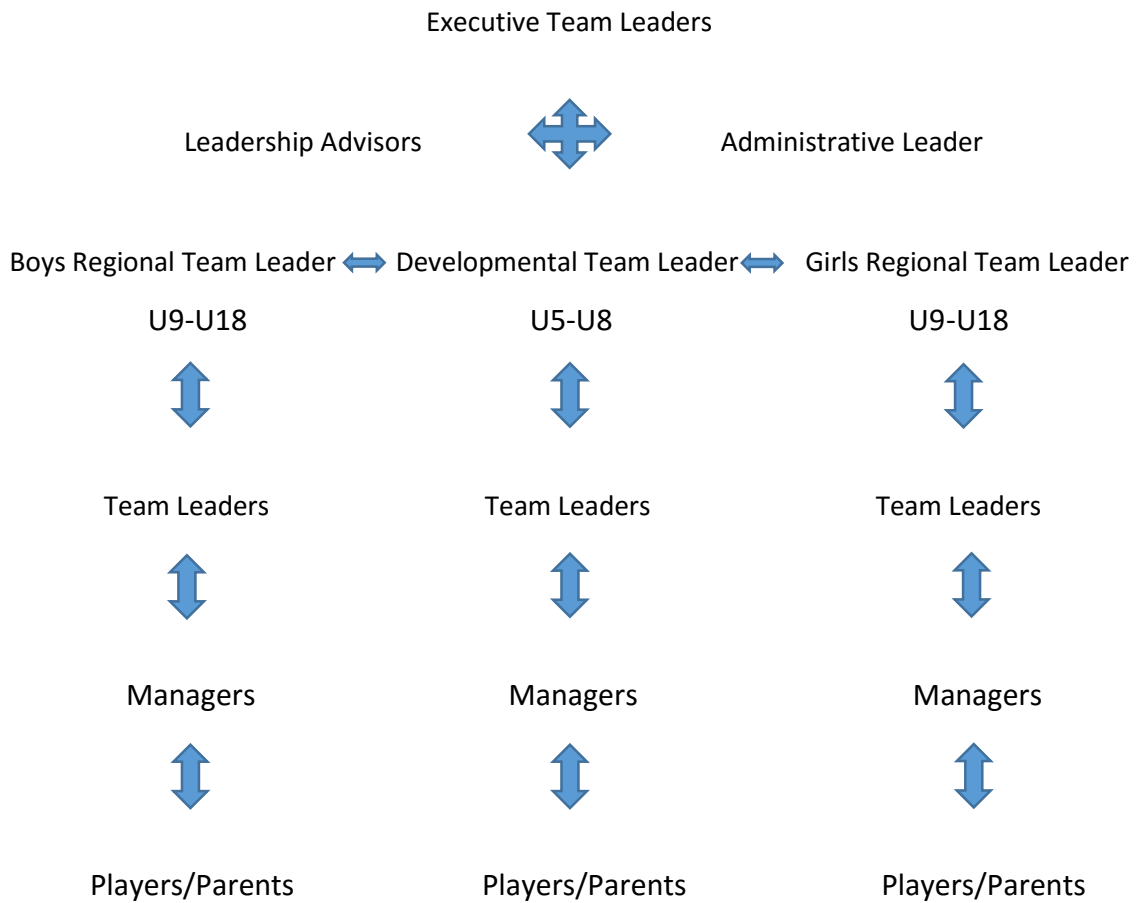 Executive Team Leaders
Leadership Advisors Administrative Leader
Boys Regional Team Leader Developmental Team Leader Girls Regional Team Leader
U9-U18 U5-U8 U9-U18
Team Leaders Team Leaders Team Leaders
Managers Managers Managers
Players/Parents Players/Parents Players/Parents